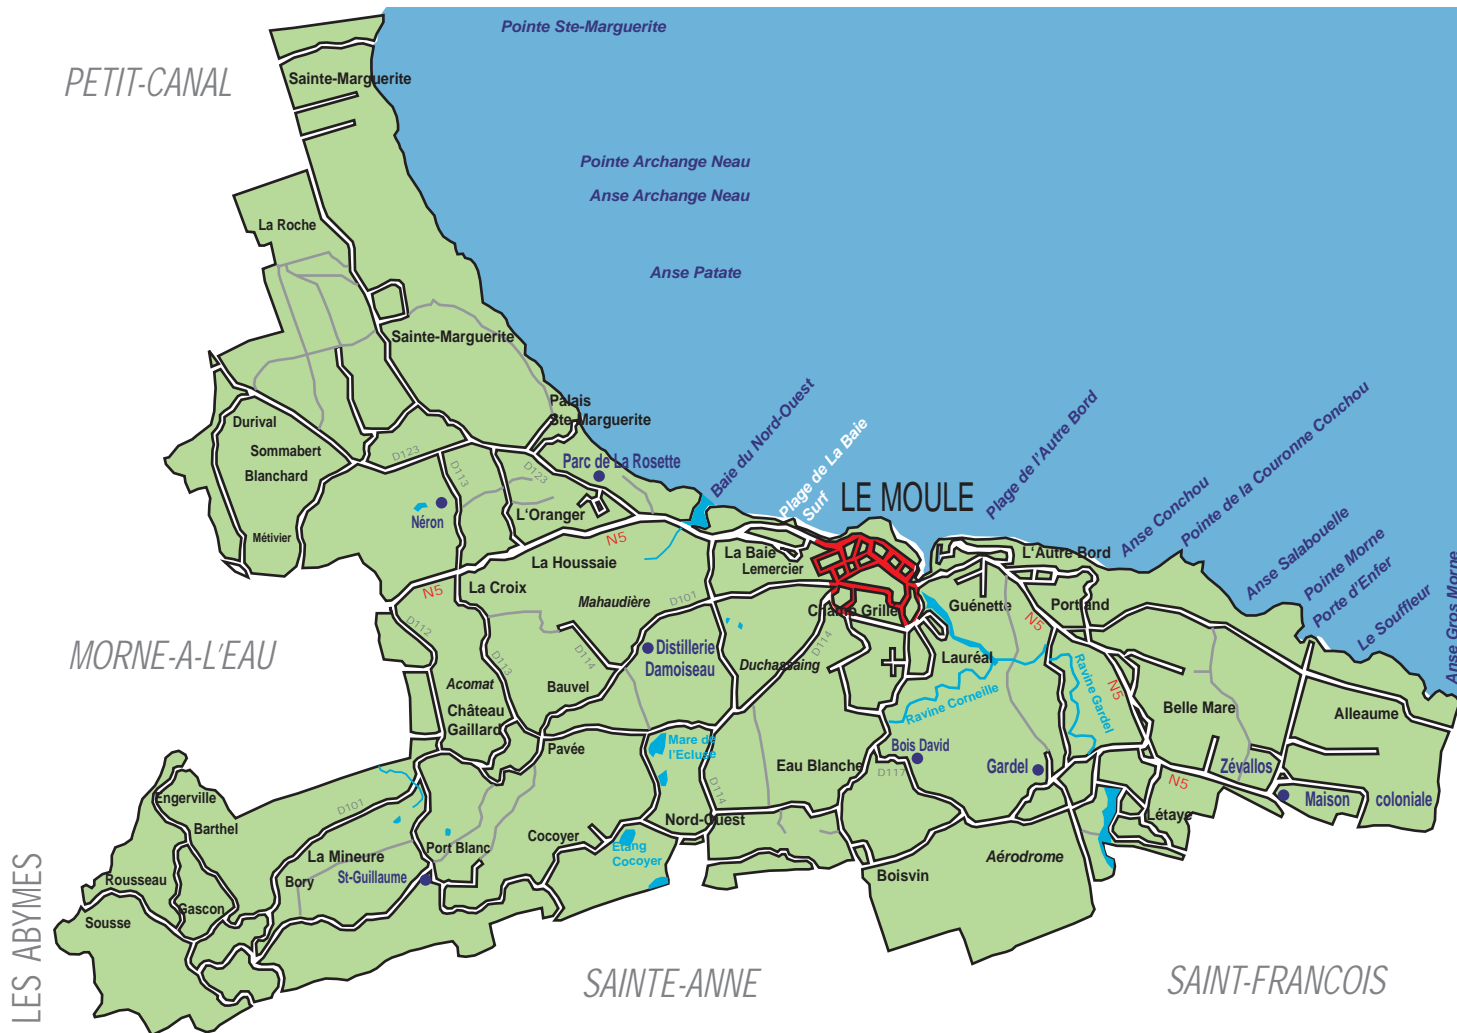 Pointe Ste-Marguerite
PETIT-CANAL
Sainte-Marguerite
Pointe Archange Neau
Anse Archange Neau
La Roche
Anse Patate
Sainte-Marguerite
Palais
Ste-Marguerite
Durival
Sommabert
Blanchard
D123
D113
D123
Parc de La Rosette
Baie du Nord-Ouest
Plage de La Baie
Surf
LE MOULE
Plage de l'Autre Bord
Anse Conchou
Pointe de la Couronne Conchou
Anse Salabouelle
Pointe Morne
Porte d'Enfer
Le Souffleur
Anse Gros Morne
Néron
L'Oranger
Métivier
N5
La Houssaie
La Baie
Lemercier
L'Autre Bord
La Croix
N5
Mahaudière
D101
Champ Grille
Guénette
Portland
N5
D112
MORNE-A-L'EAU
D113
D114
Distillerie
Damoiseau
Duchassaing
D114
Lauréal
Ravine Gardel
N5
Acomat
Bauvel
Château
Gaillard
Ravine Corneille
Belle Mare
Alleaume
Pavée
Mare de
l'Ecluse
Bois David
Eau Blanche
D117
Gardel
Zévallos
N5
Maison coloniale
Engerville
D101
D114
Barthel
Nord-Ouest
Létaye
Cocoyer
Etang
Cocoyer
La Mineure
Port Blanc
Aérodrome
Rousseau
Bory
St-Guillaume
Boisvin
Gascon
Sousse
LES ABYMES
SAINTE-ANNE
SAINT-FRANCOIS